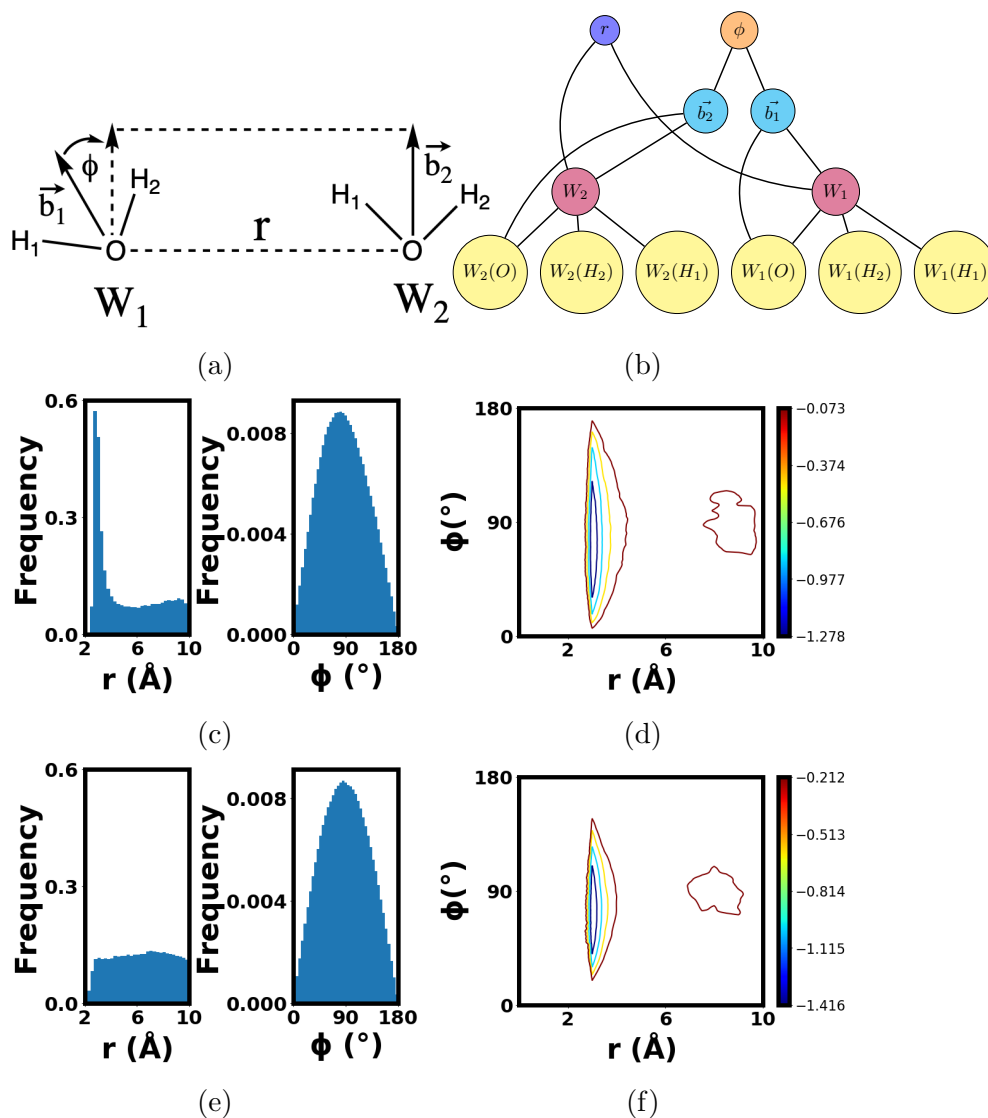 ϕ
b₁
H₂
H₁
O
W₁
r
b₂
H₁
H₂
O
W₂
(a)
r
ϕ
b⃗₂
b⃗₁
W₂
W₁
W₂(O)
W₂(H₂)
W₂(H₁)
W₁(O)
W₁(H₂)
W₁(H₁)
(b)
Frequency
0.6
0.3
0.0
2
10
r (Å)
Frequency
0.008
0.004
0.000
0
90
180
ϕ (°)
(c)
ϕ(°)
180
90
0
2
6
10
r (Å)
−0.073
−0.374
−0.676
−0.977
−1.278
(d)
Frequency
0.6
0.3
0.0
2
6
10
r (Å)
Frequency
0.008
0.004
0.000
0
90
180
ϕ (°)
(e)
ϕ(°)
180
90
0
2
6
10
r (Å)
−0.212
−0.513
−0.814
−1.115
−1.416
(f)